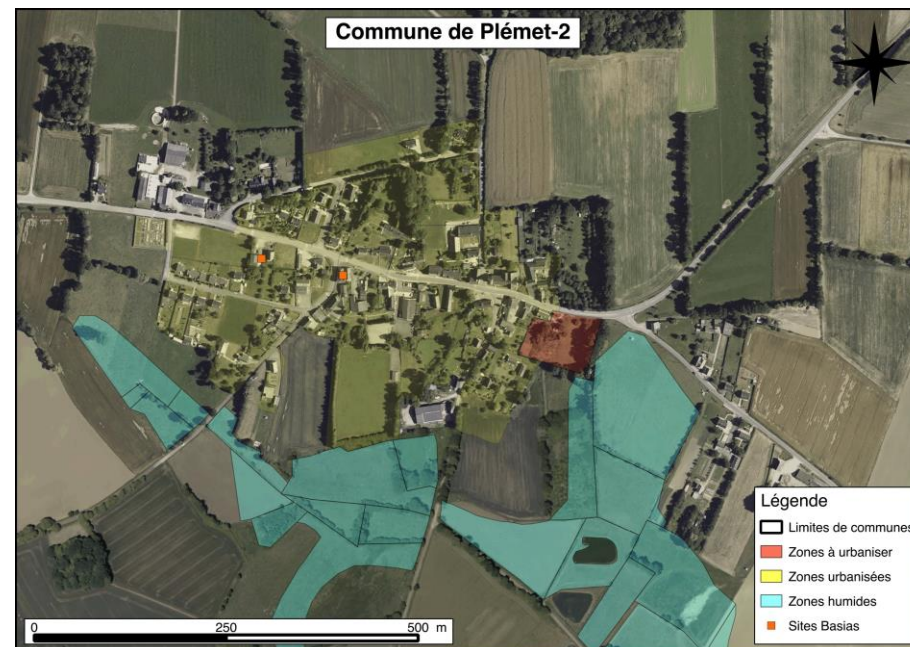 Commune de Plémet-2
Légende
Limites de communes
Zones à urbaniser
Zones urbanisées
Zones humides
Sites Basias
0 250 500 m